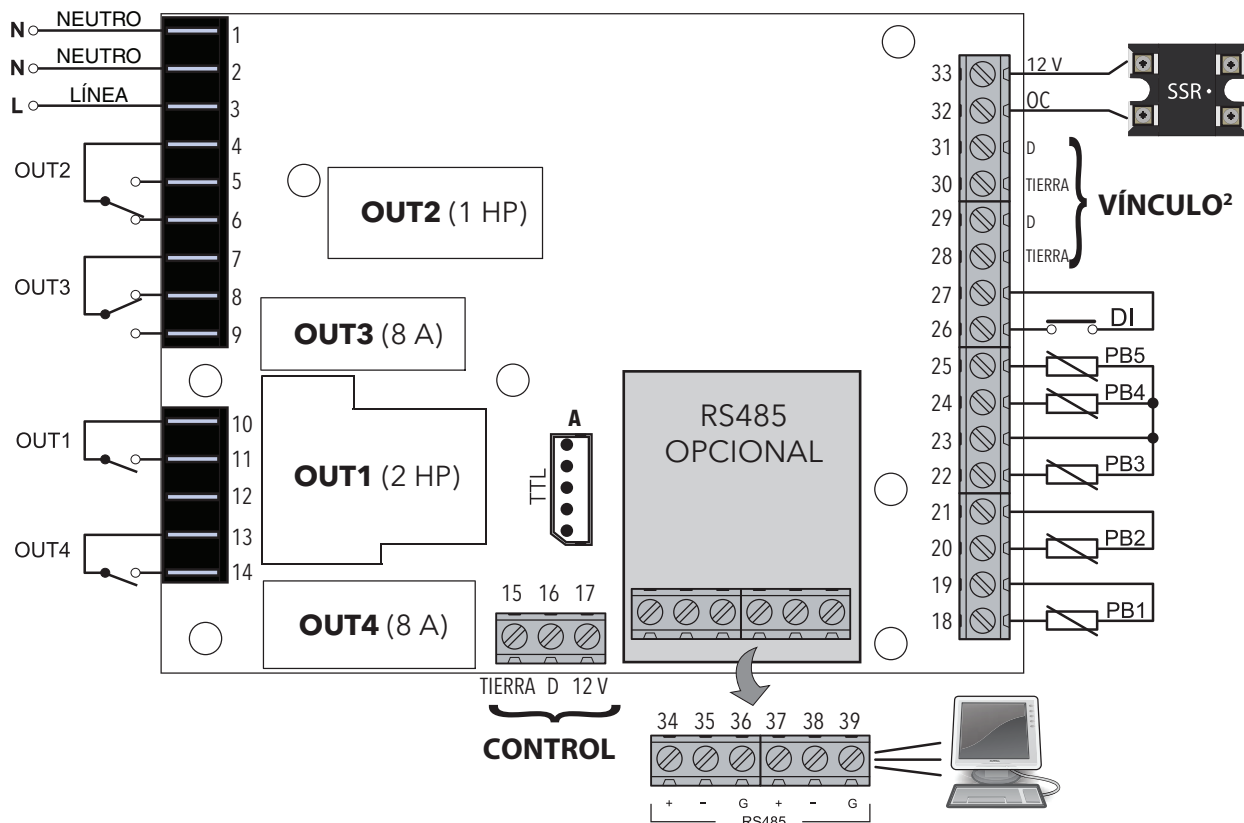 N NEUTRO 1
N NEUTRO 2
L LÍNEA 3
4
OUT2
5
6
7
OUT3
8
9
10
OUT1
11
12
13
OUT4
14
OUT2 (1 HP)
OUT3 (8 A)
OUT1 (2 HP)
OUT4 (8 A)
A
TTL
15 16 17
TIERRA D 12 V
CONTROL
RS485
OPCIONAL
34 35 36 37 38 39
+ - G + - G
RS485
33 12 V
SSR
32 OC
31 D
30 TIERRA
VÍNCULO²
29 D
28 TIERRA
27
26 DI
25 PB5
24 PB4
23
22 PB3
21
20 PB2
19
18 PB1